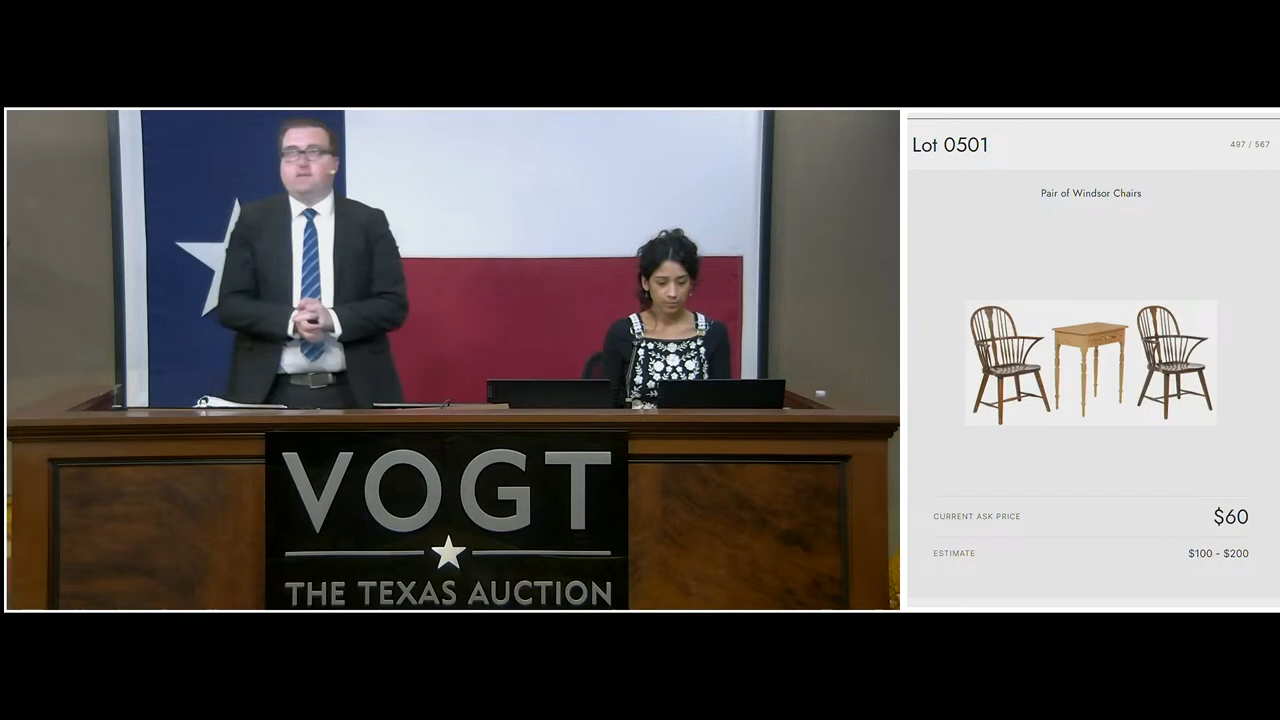 Lot 0501
497 / 567
Pair of Windsor Chairs
CURRENT ASK PRICE
$60
ESTIMATE
$100 - $200
VOGT
THE TEXAS AUCTION